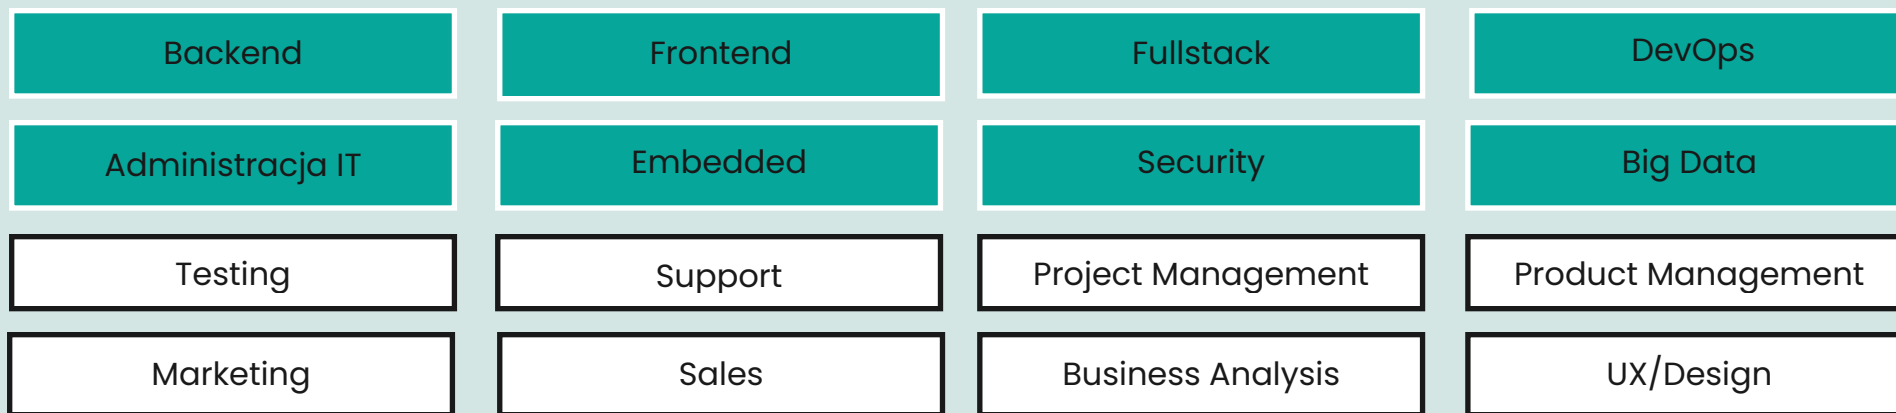 Backend
Frontend
Fullstack
DevOps
Administracja IT
Embedded
Security
Big Data
Testing
Support
Project Management
Product Management
Marketing
Sales
Business Analysis
UX/Design